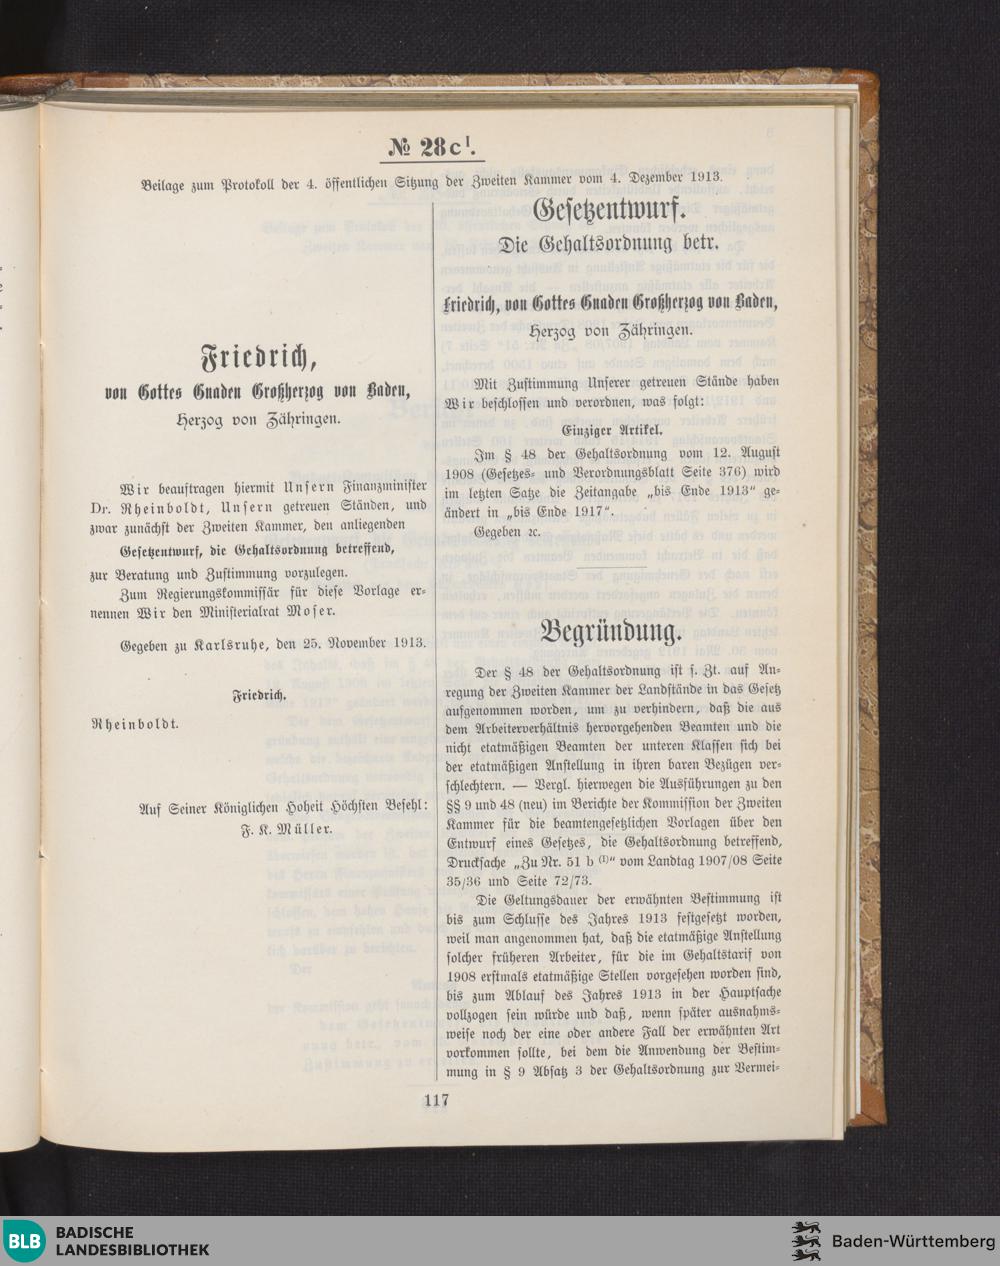 № 28cᴵ.
Beilage zum Protokoll der 4. öffentlichen Sitzung der Zweiten Kammer vom 4. Dezember 1913.
Friedrich,
von Gottes Gnaden Großherzog von Baden,
Herzog von Zähringen.
Wir beauftragen hiermit Unsern Finanzminister
Dr. Rheinboldt, Unsern getreuen Ständen, und
zwar zunächst der Zweiten Kammer, den anliegenden
Gesetzentwurf, die Gehaltsordnung betreffend,
zur Beratung und Zustimmung vorzulegen.
Zum Regierungskommissär für diese Vorlage er-
nennen Wir den Ministerialrat Moser.
Gegeben zu Karlsruhe, den 25. November 1913.
Friedrich.
Rheinboldt.
Auf Seiner Königlichen Hoheit Höchsten Befehl:
F. K. Müller.
Gesetzentwurf.
Die Gehaltsordnung betr.
Friedrich, von Gottes Gnaden Großherzog von Baden,
Herzog von Zähringen.
Mit Zustimmung Unserer getreuen Stände haben
Wir beschlossen und verordnen, was folgt:
Einziger Artikel.
Im § 48 der Gehaltsordnung vom 12. August
1908 (Gesetzes- und Verordnungsblatt Seite 376) wird
im letzten Satze die Zeitangabe „bis Ende 1913“ ge-
ändert in „bis Ende 1917“.
Gegeben ꝛc.
Begründung.
Der § 48 der Gehaltsordnung ist s. Zt. auf An-
regung der Zweiten Kammer der Landstände in das Gesetz
aufgenommen worden, um zu verhindern, daß die aus
dem Arbeiterverhältnis hervorgehenden Beamten und die
nicht etatmäßigen Beamten der unteren Klassen sich bei
der etatmäßigen Anstellung in ihren baren Bezügen ver-
schlechtern. — Vergl. hierwegen die Ausführungen zu den
§§ 9 und 48 (neu) im Berichte der Kommission der Zweiten
Kammer für die beamtengesetzlichen Vorlagen über den
Entwurf eines Gesetzes, die Gehaltsordnung betreffend,
Drucksache „Zu Nr. 51 b (I)“ vom Landtag 1907/08 Seite
35/36 und Seite 72/73.
Die Geltungsdauer der erwähnten Bestimmung ist
bis zum Schlusse des Jahres 1913 festgesetzt worden,
weil man angenommen hat, daß die etatmäßige Anstellung
solcher früheren Arbeiter, für die im Gehaltstarif von
1908 erstmals etatmäßige Stellen vorgesehen worden sind,
bis zum Ablauf des Jahres 1913 in der Hauptsache
vollzogen sein würde und daß, wenn später ausnahms-
weise noch der eine oder andere Fall der erwähnten Art
vorkommen sollte, bei dem die Anwendung der Bestim-
mung in § 9 Absatz 3 der Gehaltsordnung zur Vermei-
117
BLB BADISCHE
LANDESBIBLIOTHEK
Baden-Württemberg